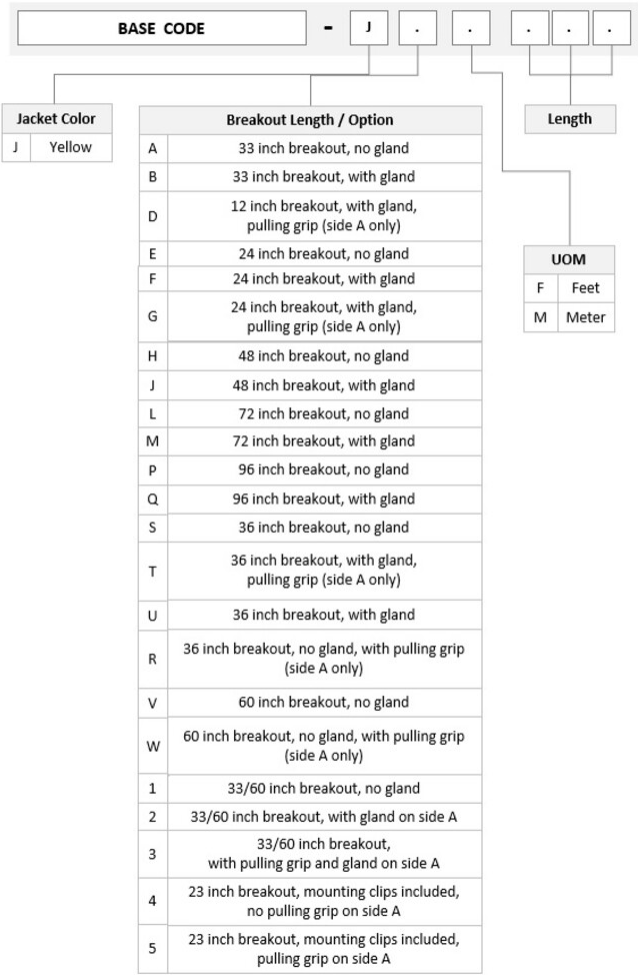 BASE CODE - J . . . . .
Jacket Color
J Yellow
Breakout Length / Option
A 33 inch breakout, no gland
B 33 inch breakout, with gland
D 12 inch breakout, with gland,
pulling grip (side A only)
E 24 inch breakout, no gland
F 24 inch breakout, with gland
G 24 inch breakout, with gland,
pulling grip (side A only)
H 48 inch breakout, no gland
J 48 inch breakout, with gland
L 72 inch breakout, no gland
M 72 inch breakout, with gland
P 96 inch breakout, no gland
Q 96 inch breakout, with gland
S 36 inch breakout, no gland
T 36 inch breakout, with gland,
pulling grip (side A only)
U 36 inch breakout, with gland
R 36 inch breakout, no gland, with pulling grip
(side A only)
V 60 inch breakout, no gland
W 60 inch breakout, no gland, with pulling grip
(side A only)
1 33/60 inch breakout, no gland
2 33/60 inch breakout, with gland on side A
3 33/60 inch breakout,
with pulling grip and gland on side A
4 23 inch breakout, mounting clips included,
no pulling grip on side A
5 23 inch breakout, mounting clips included,
pulling grip on side A
Length
UOM
F Feet
M Meter